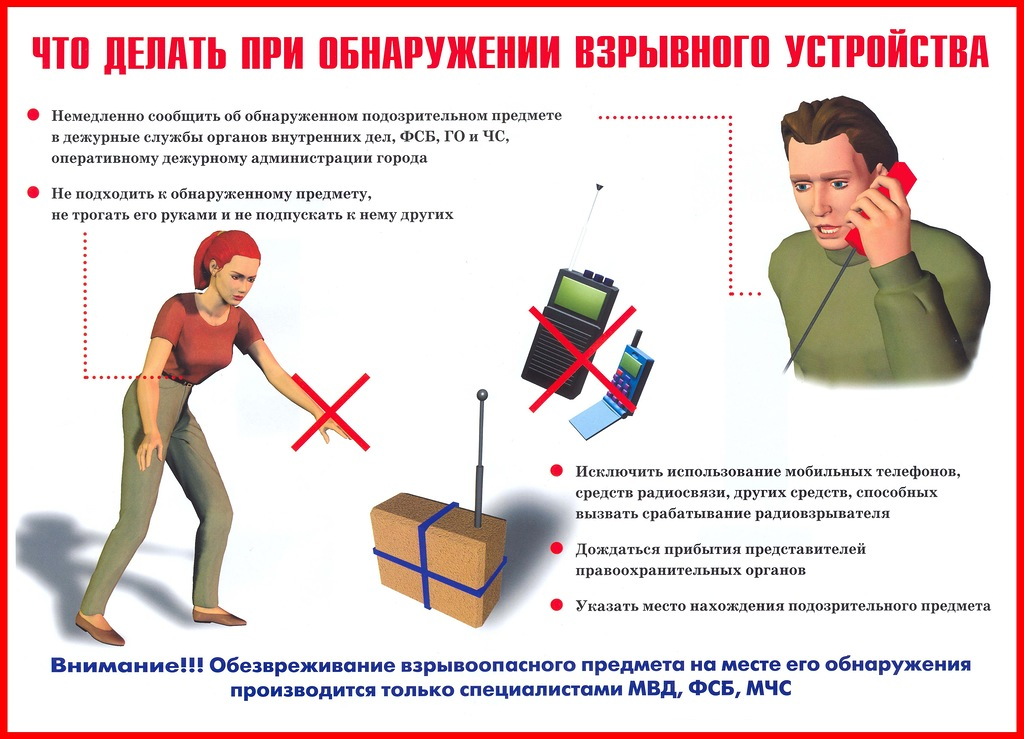 ЧТО ДЕЛАТЬ ПРИ ОБНАРУЖЕНИИ ВЗРЫВНОГО УСТРОЙСТВА
Немедленно сообщить об обнаруженном подозрительном предмете
в дежурные службы органов внутренних дел, ФСБ, ГО и ЧС,
оперативному дежурному администрации города
Не подходить к обнаруженному предмету,
не трогать его руками и не подпускать к нему других
Исключить использование мобильных телефонов,
средств радиосвязи, других средств, способных
вызвать срабатывание радиовзрывателя
Дождаться прибытия представителей
правоохранительных органов
Указать место нахождения подозрительного предмета
Внимание!!! Обезвреживание взрывоопасного предмета на месте его обнаружения
производится только специалистами МВД, ФСБ, МЧС